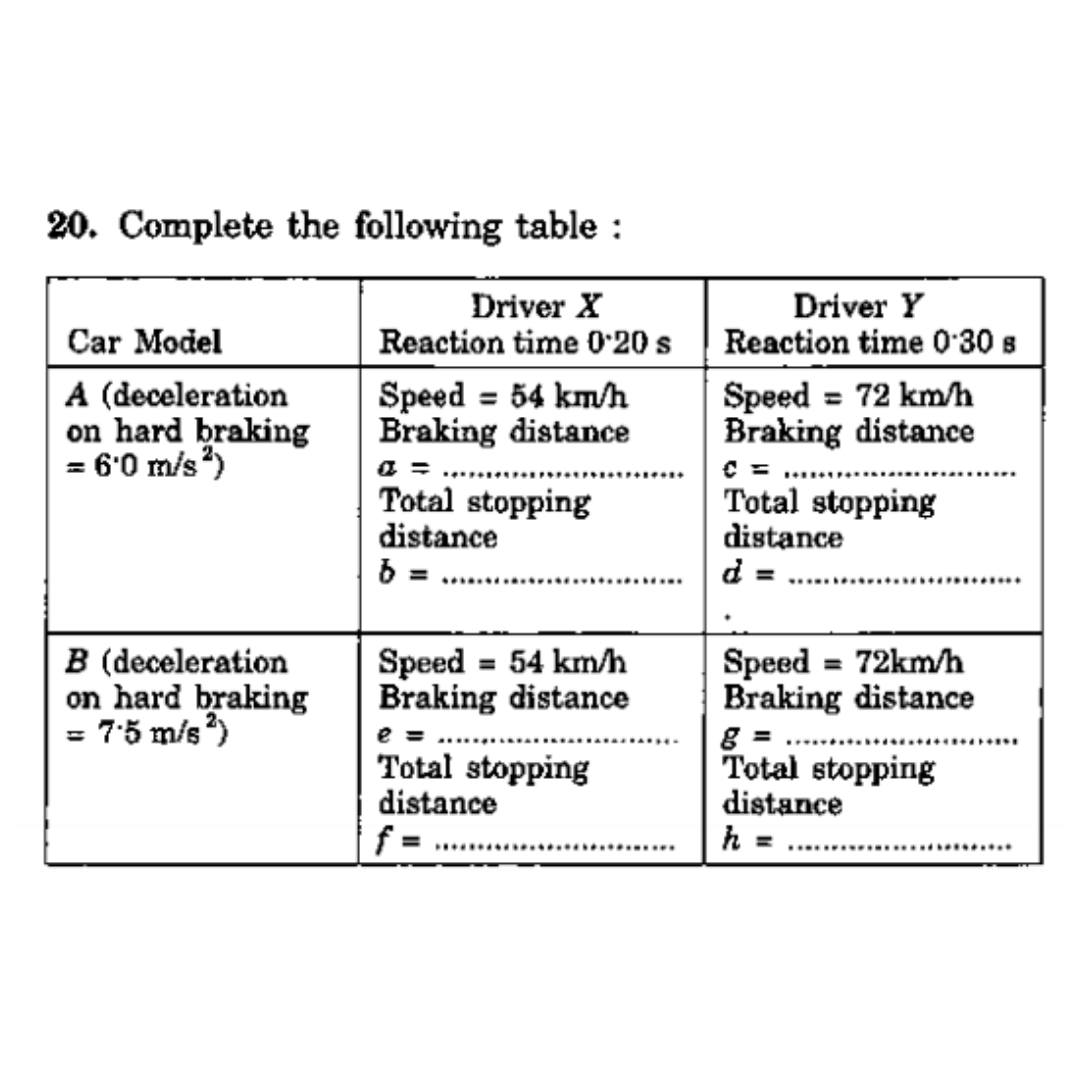 20. Complete the following table :
Car Model
Driver X
Reaction time 0·20 s
Driver Y
Reaction time 0·30 s
A (deceleration
on hard braking
= 6·0 m/s²)
Speed = 54 km/h
Braking distance
a = ............................
Total stopping
distance
b = ............................
Speed = 72 km/h
Braking distance
c = ............................
Total stopping
distance
d = ............................
B (deceleration
on hard braking
= 7·5 m/s²)
Speed = 54 km/h
Braking distance
e = ............................
Total stopping
distance
f = ............................
Speed = 72km/h
Braking distance
g = ............................
Total stopping
distance
h = ............................